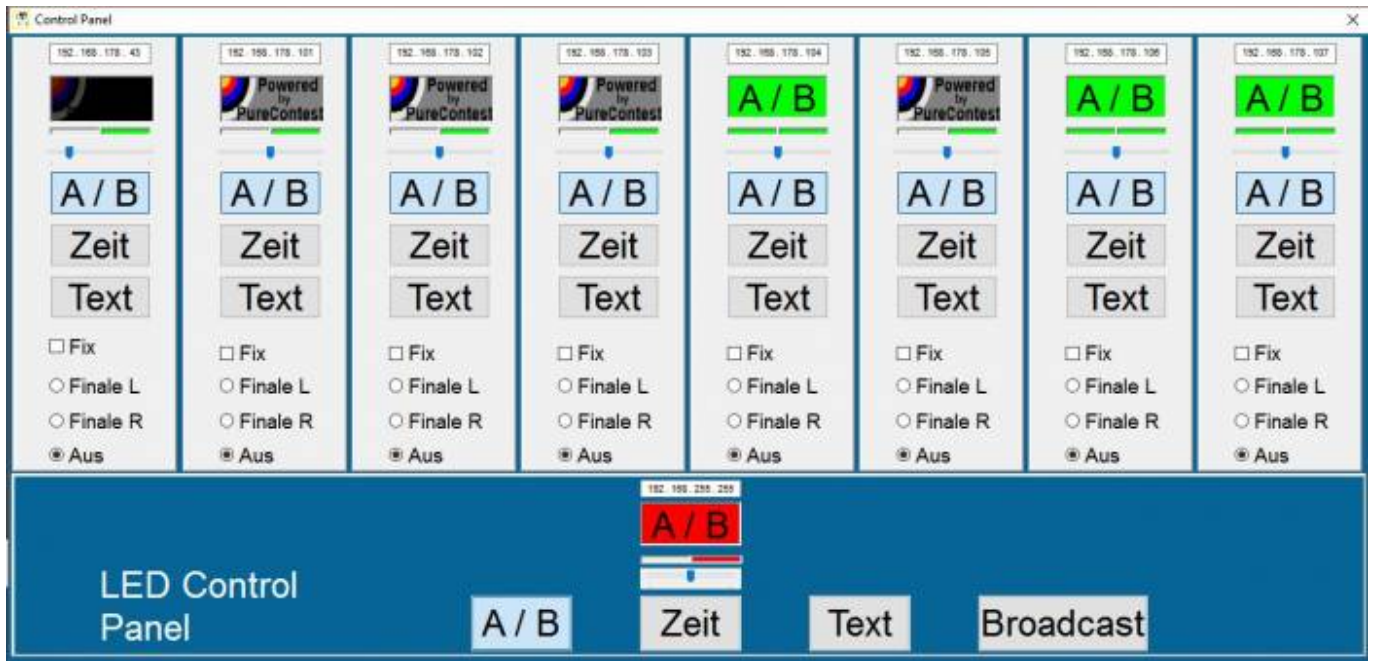 Control Panel
192 . 168 . 178 . 43
A / B
Zeit
Text
Fix
Finale L
Finale R
Aus
192 . 168 . 178 . 101
Powered
by
PureContest
A / B
Zeit
Text
Fix
Finale L
Finale R
Aus
192 . 168 . 178 . 102
Powered
by
PureContest
A / B
Zeit
Text
Fix
Finale L
Finale R
Aus
192 . 168 . 178 . 103
Powered
by
PureContest
A / B
Zeit
Text
Fix
Finale L
Finale R
Aus
192 . 168 . 178 . 104
A / B
A / B
Zeit
Text
Fix
Finale L
Finale R
Aus
192 . 168 . 178 . 105
Powered
by
PureContest
A / B
Zeit
Text
Fix
Finale L
Finale R
Aus
192 . 168 . 178 . 106
A / B
A / B
Zeit
Text
Fix
Finale L
Finale R
Aus
192 . 168 . 178 . 107
A / B
A / B
Zeit
Text
Fix
Finale L
Finale R
Aus
192 . 168 . 255 . 255
A / B
LED Control
Panel
A / B
Zeit
Text
Broadcast